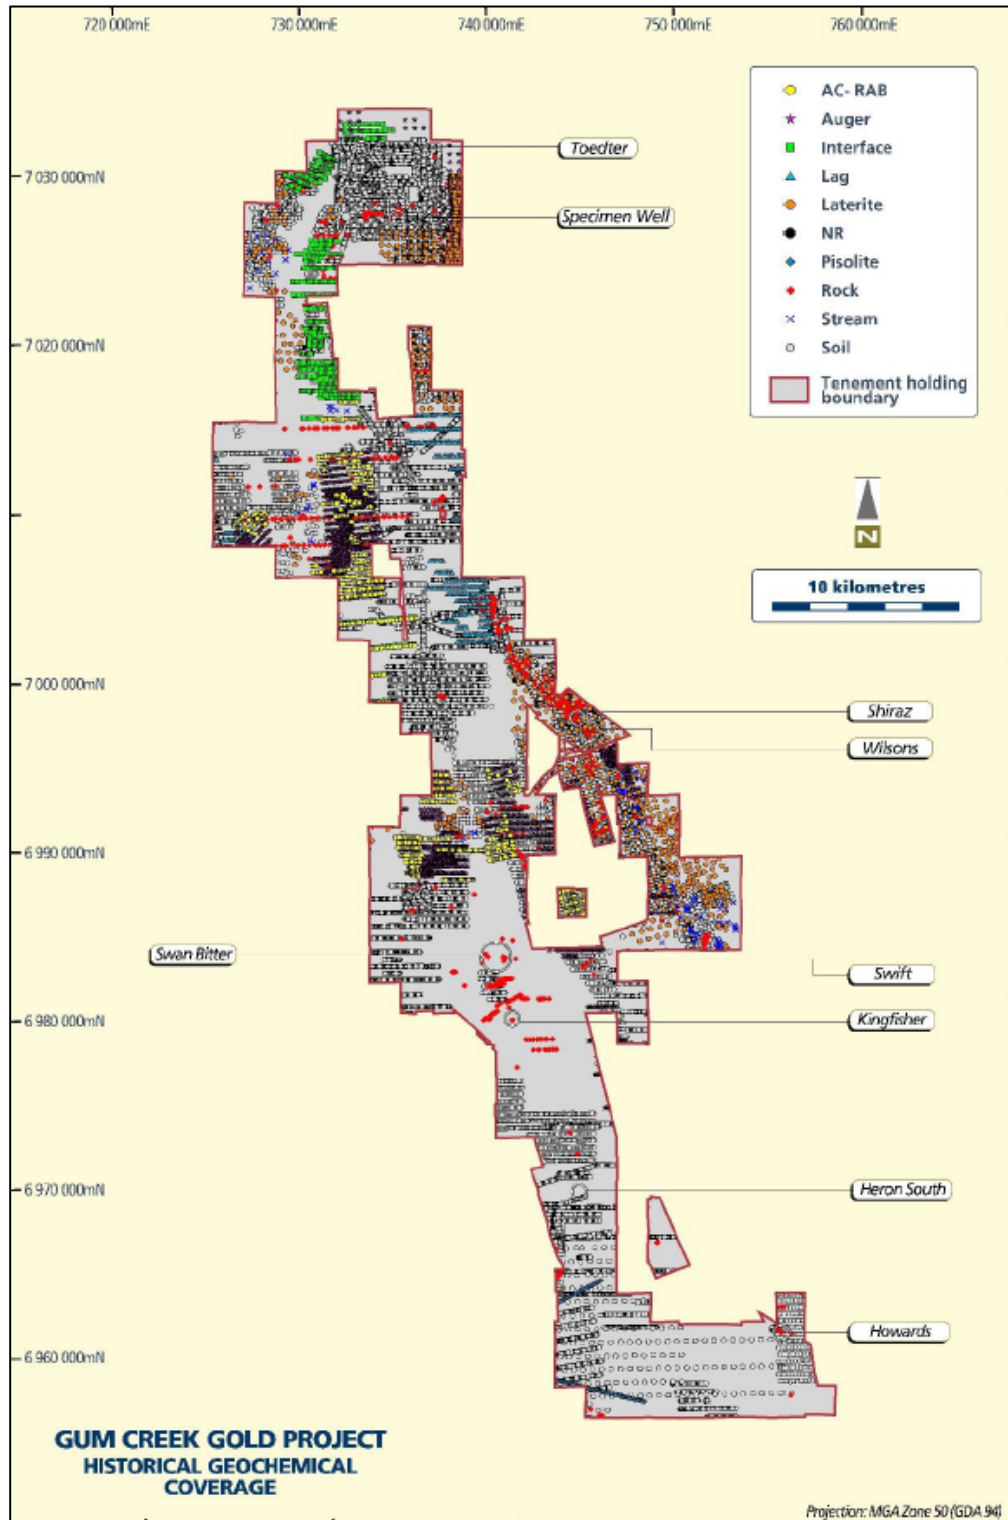 720 000mE 730 000mE 740 000mE 750 000mE 760 000mE
AC- RAB
Auger
Interface
Lag
Laterite
NR
Pisolite
Rock
Stream
Soil
Tenement holding
boundary
Toedter
7 030 000mN
Specimen Well
7 020 000mN
N
10 kilometres
7 000 000mN
Shiraz
Wilsons
6 990 000mN
Swan Bitter
Swift
6 980 000mN
Kingfisher
6 970 000mN
Heron South
Howards
6 960 000mN
GUM CREEK GOLD PROJECT
HISTORICAL GEOCHEMICAL
COVERAGE
Projection: MGA Zone 50 (GDA 94)